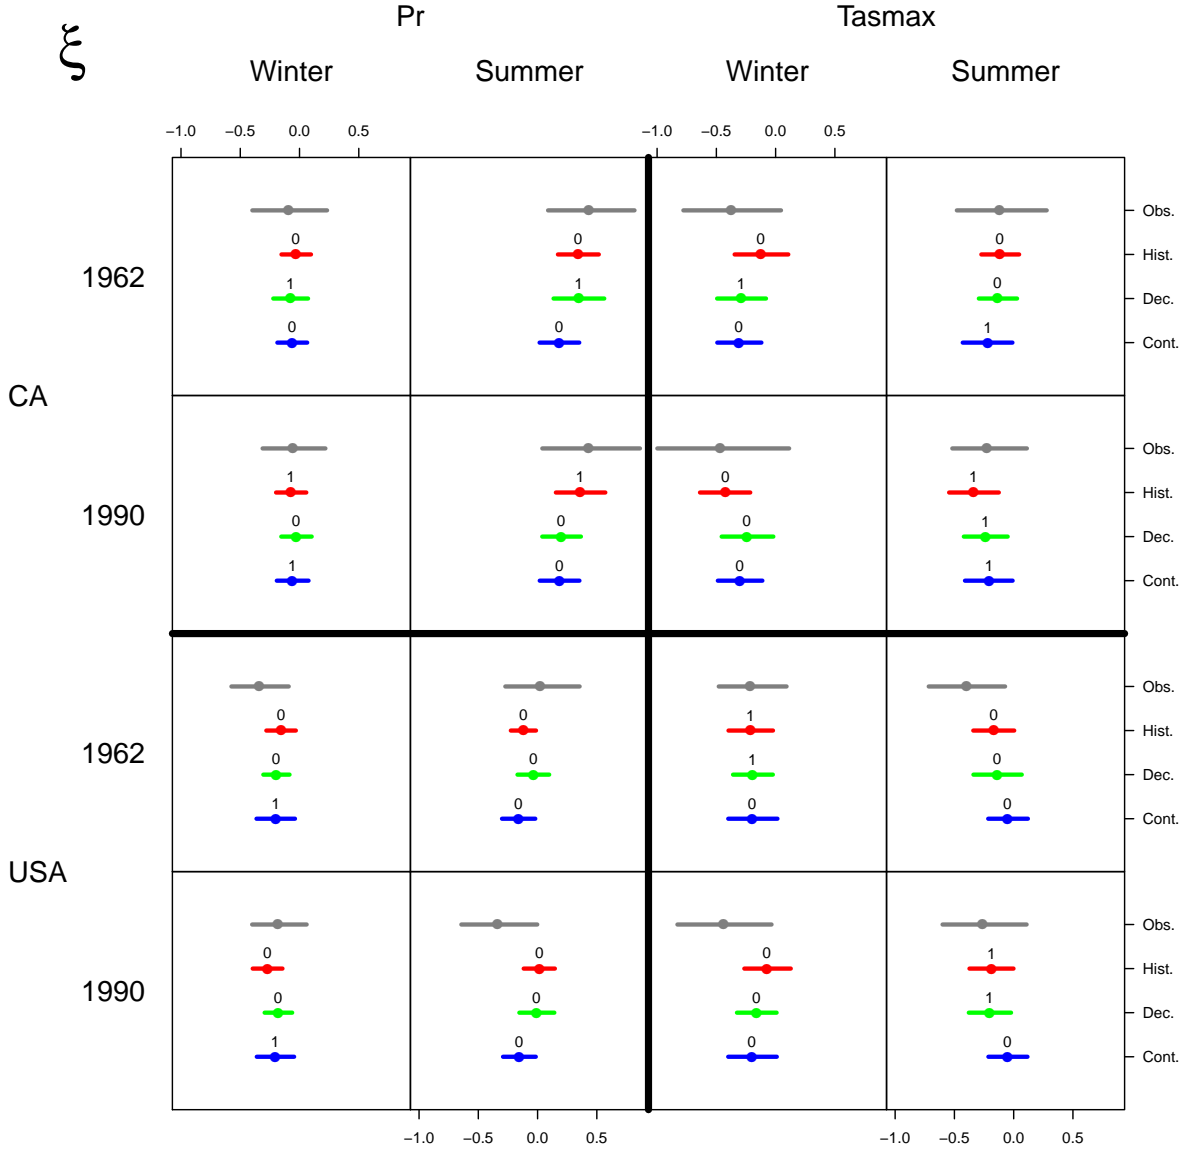 ξ
Pr Tasmax
Winter Summer Winter Summer
−1.0 −0.5 0.0 0.5 −1.0 −0.5 0.0 0.5
Obs.
0 0 0 0 Hist.
1 1 1 0 Dec.
1962
0 0 0 1 Cont.
CA
Obs.
1 1 0 1 Hist.
1990
0 0 0 1 Dec.
1 0 0 1 Cont.
Obs.
0 0 1 0 Hist.
1962
0 0 1 0 Dec.
1 0 0 0 Cont.
USA
Obs.
0 0 0 1 Hist.
1990
0 0 0 1 Dec.
1 0 0 0 Cont.
−1.0 −0.5 0.0 0.5 −1.0 −0.5 0.0 0.5